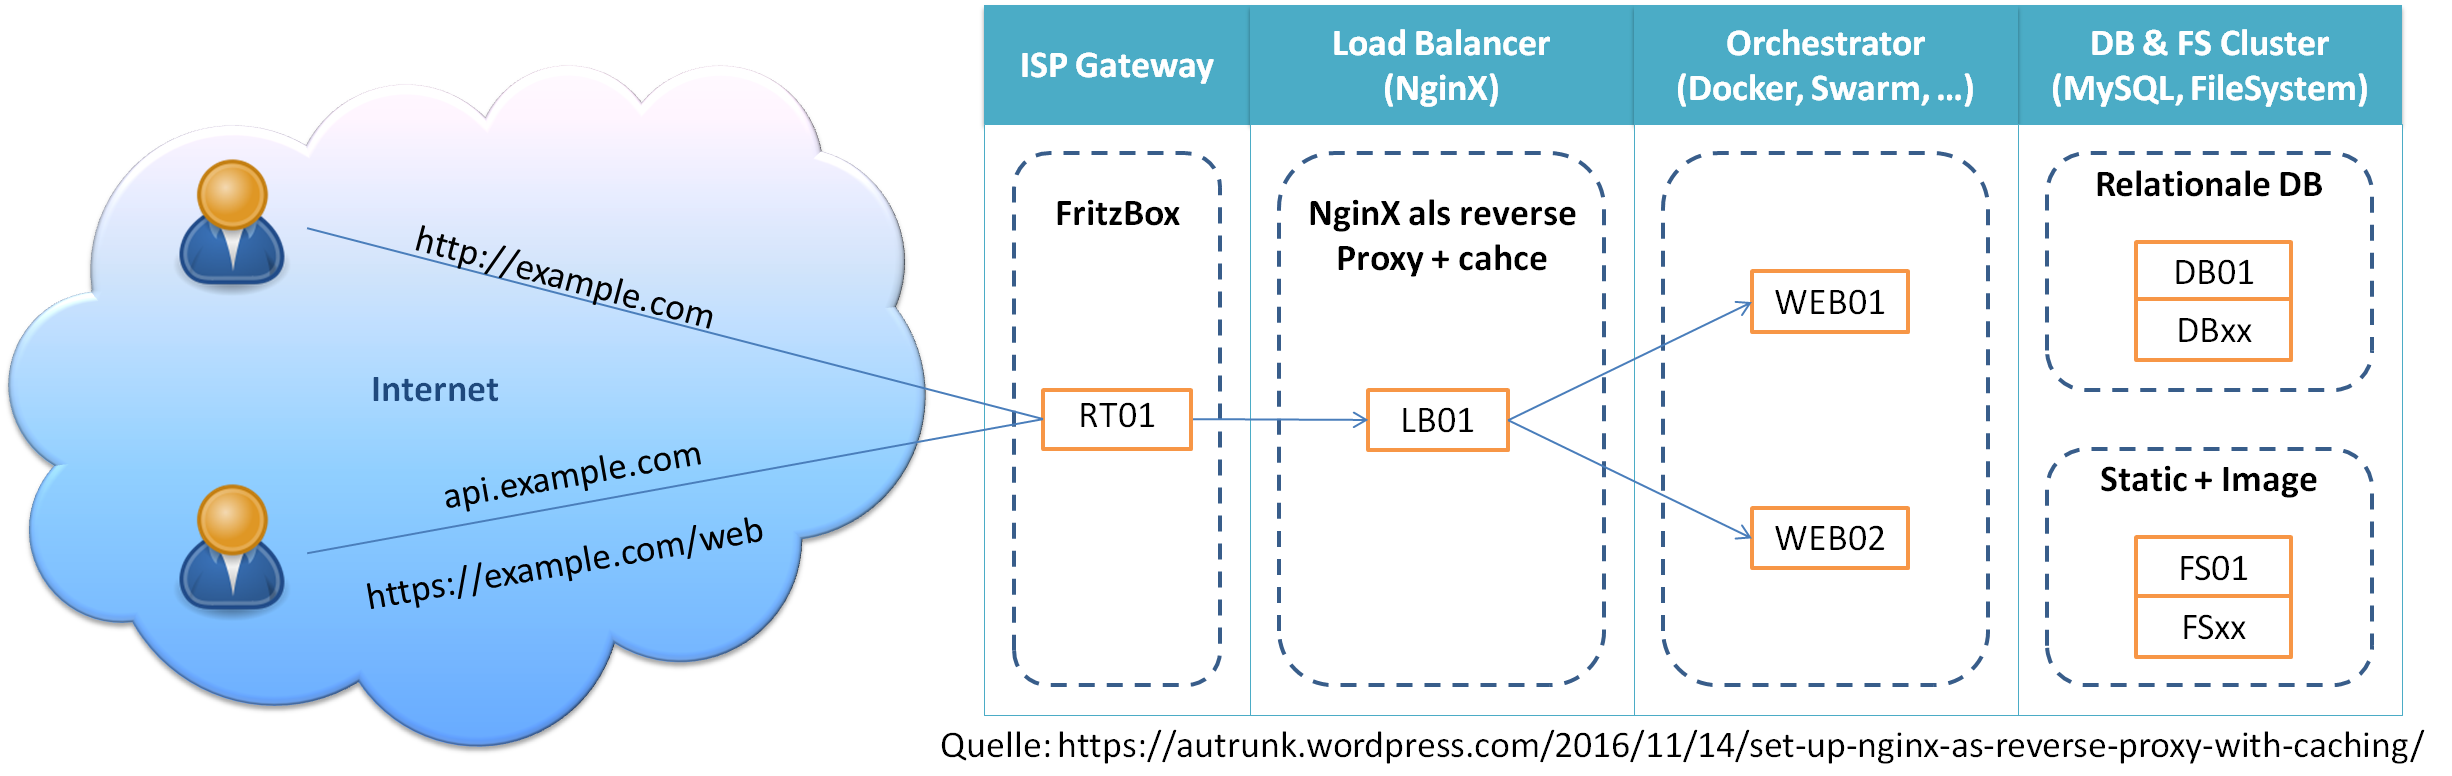 ISP Gateway
Load Balancer
(NginX)
Orchestrator
(Docker, Swarm, ...)
DB & FS Cluster
(MySQL, FileSystem)
http://example.com
Internet
api.example.com
https://example.com/web
FritzBox
RT01
NginX als reverse
Proxy + cahce
LB01
WEB01
WEB02
Relationale DB
DB01
DBxx
Static + Image
FS01
FSxx
Quelle: https://autrunk.wordpress.com/2016/11/14/set-up-nginx-as-reverse-proxy-with-caching/